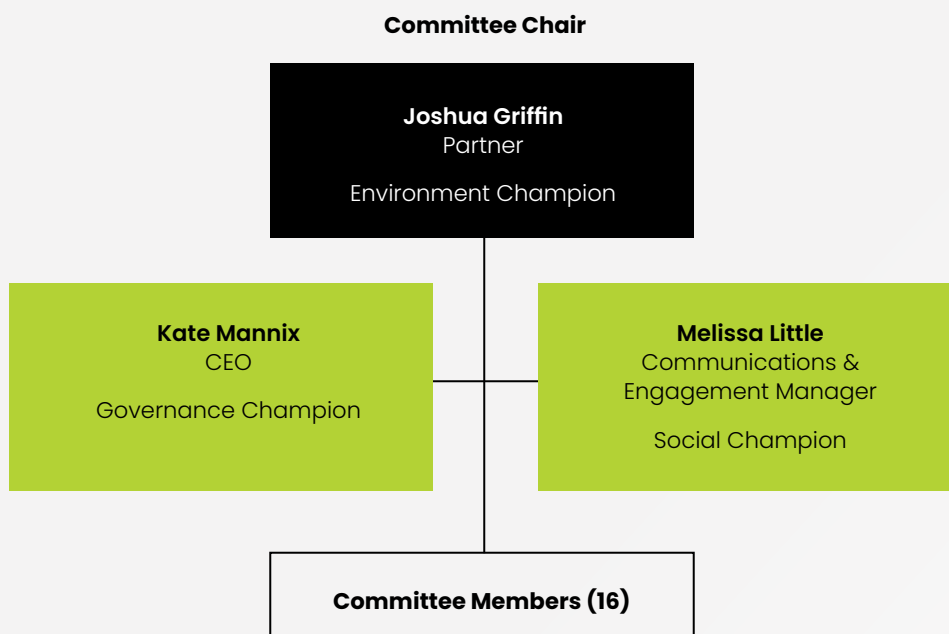 Committee Chair
Joshua Griffin
Partner
Environment Champion
Kate Mannix
CEO
Governance Champion
Melissa Little
Communications &
Engagement Manager
Social Champion
Committee Members (16)